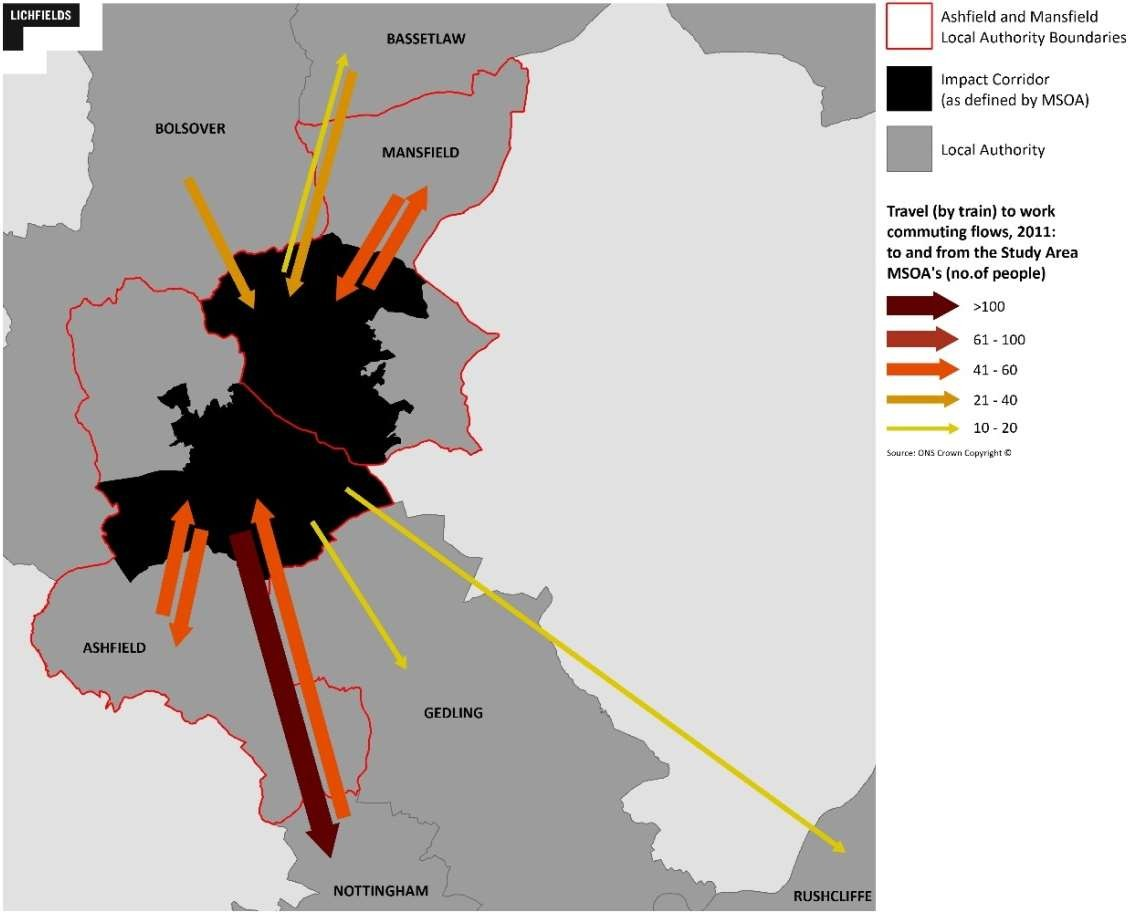 LICHFIELDS
BASSETLAW
BOLSOVER
MANSFIELD
ASHFIELD
GEDLING
NOTTINGHAM
RUSHCLIFFE
Ashfield and Mansfield
Local Authority Boundaries
Impact Corridor
(as defined by MSOA)
Local Authority
Travel (by train) to work
commuting flows, 2011:
to and from the Study Area
MSOA's (no.of people)
>100
61 - 100
41 - 60
21 - 40
10 - 20
Source: ONS Crown Copyright ©